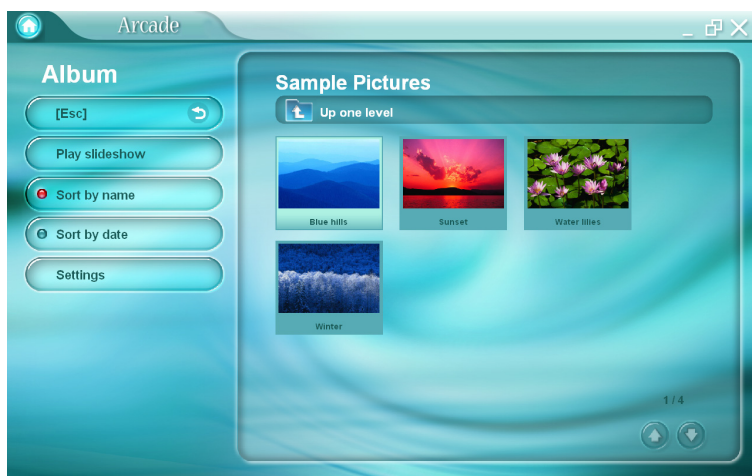 Arcade
Album
[Esc]
Play slideshow
Sort by name
Sort by date
Settings
Sample Pictures
Up one level
Blue hills
Sunset
Water lilies
Winter
1 / 4